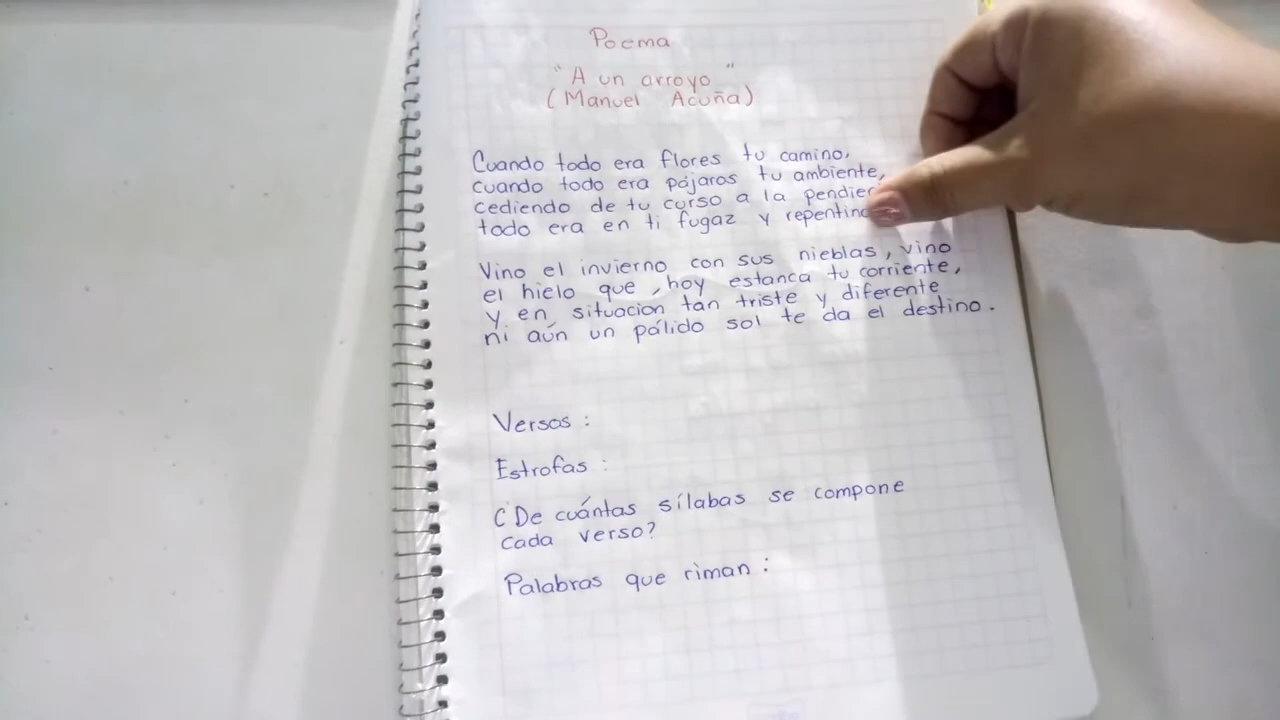 Poema
"A un arroyo"
(Manuel Acuña)
Cuando todo era flores tu camino,
cuando todo era pájaros tu ambiente,
cediendo de tu curso a la
todo era en ti fugaz y
Vino el invierno con sus nieblas, vino
el hielo que hoy estanca tu corriente,
y en situacion tan triste y diferente
ni aún un pálido sol te da el destino.
Versos :
Estrofas :
¿De cuántas sílabas se compone
cada verso?
Palabras que riman :